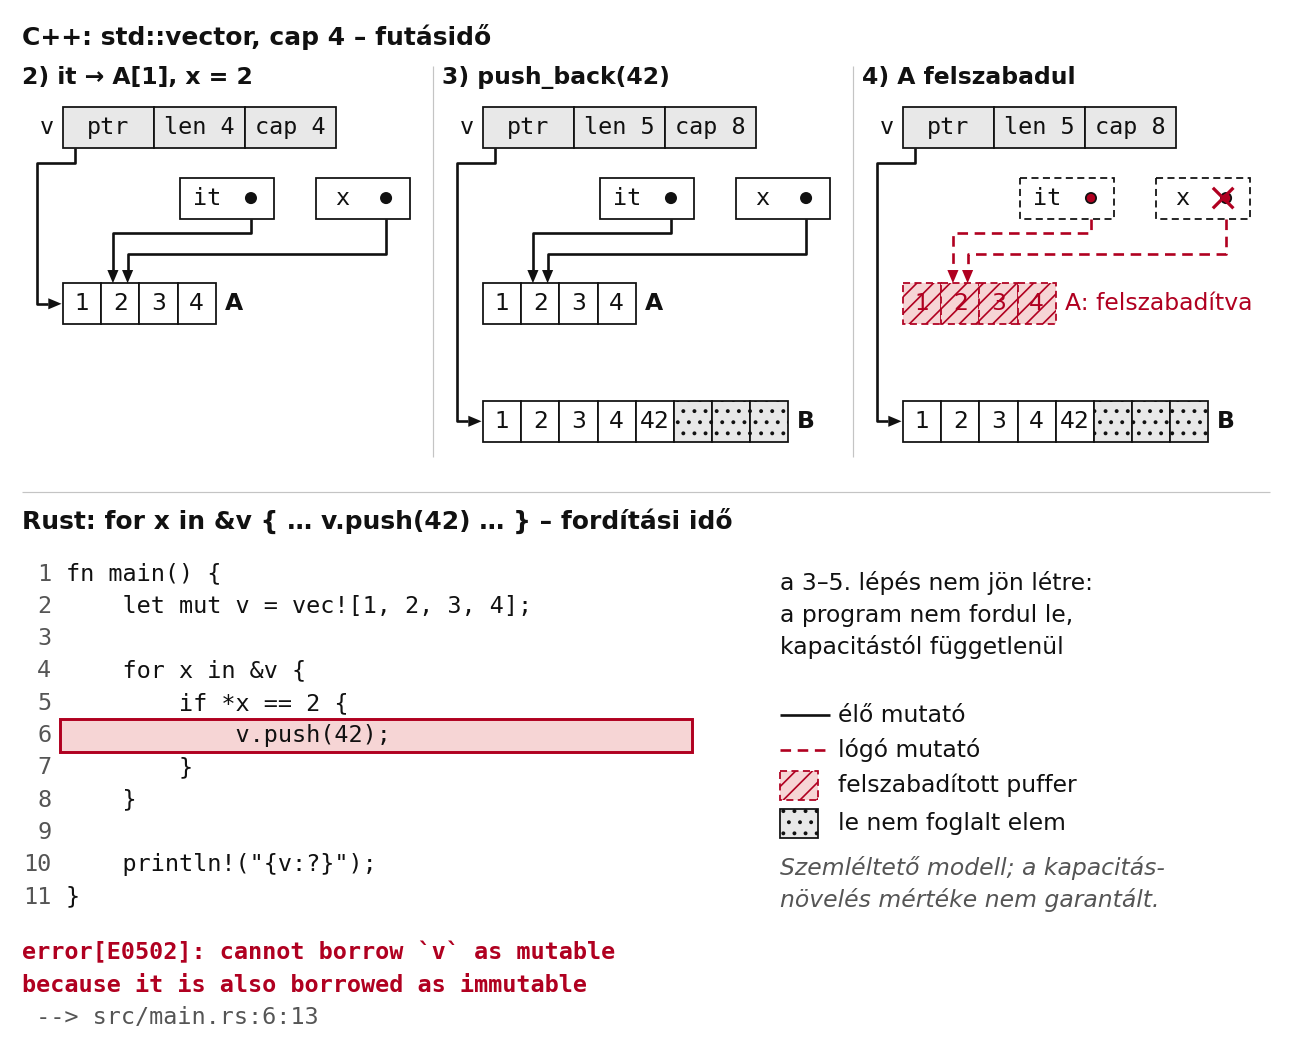 C++: std::vector, cap 4 – futásidő
2) it → A[1], x = 2
v ptr len 4 cap 4
it x
1 2 3 4 A
3) push_back(42)
v ptr len 5 cap 8
it x
1 2 3 4 A
1 2 3 4 42 B
4) A felszabadul
v ptr len 5 cap 8
it x
1 2 3 4 A: felszabadítva
1 2 3 4 42 B
Rust: for x in &v { … v.push(42) … } – fordítási idő
1 fn main() {
2     let mut v = vec![1, 2, 3, 4];
3
4     for x in &v {
5         if *x == 2 {
6             v.push(42);
7         }
8     }
9
10     println!("{v:?}");
11 }
error[E0502]: cannot borrow `v` as mutable
because it is also borrowed as immutable
 --> src/main.rs:6:13
a 3–5. lépés nem jön létre:
a program nem fordul le,
kapacitástól függetlenül
élő mutató
lógó mutató
felszabadított puffer
le nem foglalt elem
Szemléltető modell; a kapacitás-
növelés mértéke nem garantált.